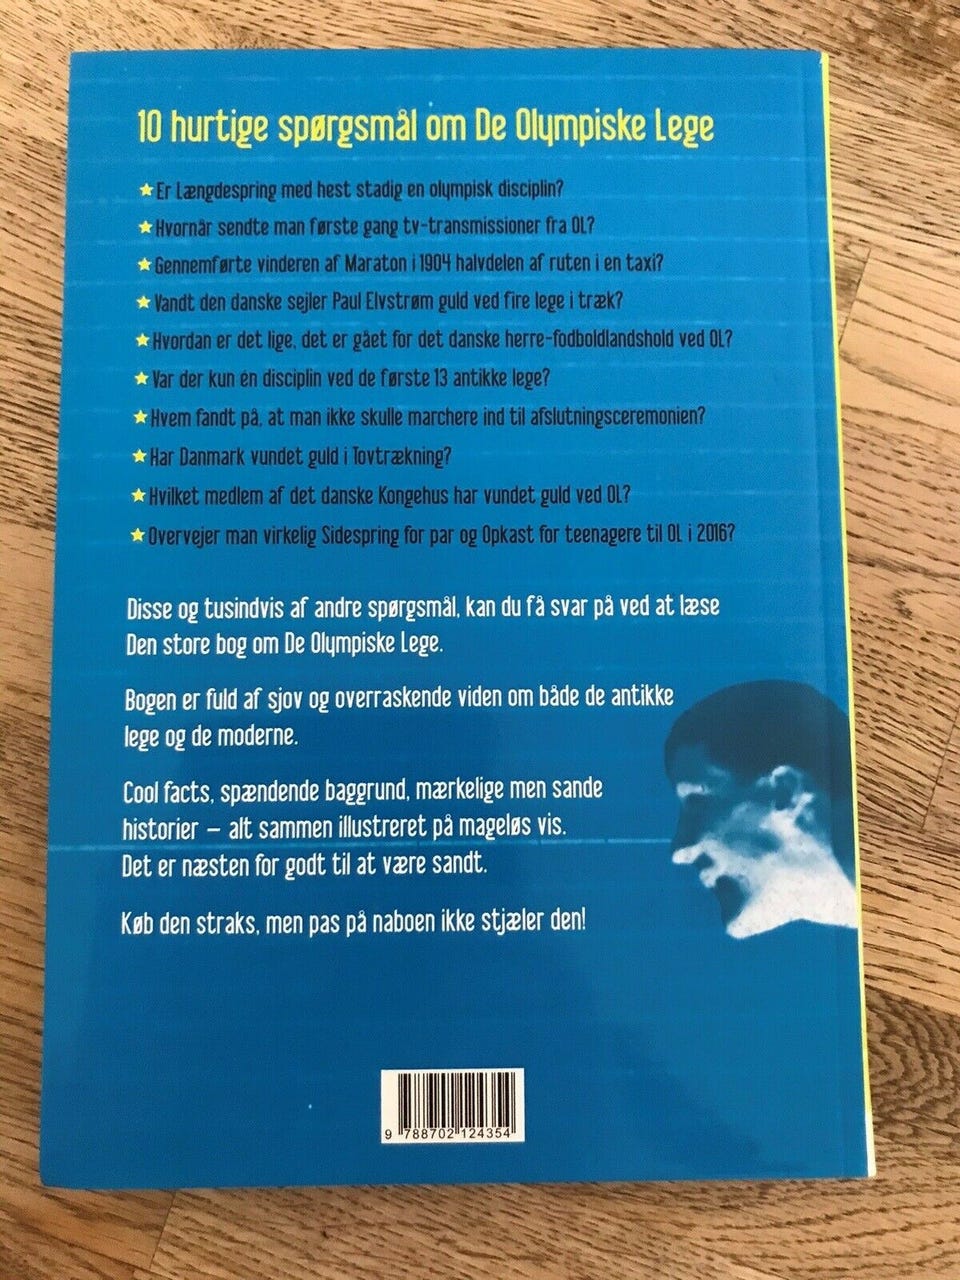 10 hurtige spørgsmål om De Olympiske Lege
★Er Længdespring med hest stadig en olympisk disciplin?
★Hvornår sendte man første gang tv-transmissioner fra OL?
★Gennemførte vinderen af Maraton i 1904 halvdelen af ruten i en taxi?
★Vandt den danske sejler Paul Elvstrøm guld ved fire lege i træk?
★Hvordan er det lige, det er gået for det danske herre-fodboldlandshold ved OL?
★Var der kun én disciplin ved de første 13 antikke lege?
★Hvem fandt på, at man ikke skulle marchere ind til afslutningsceremonien?
★Har Danmark vundet guld i Tovtrækning?
★Hvilket medlem af det danske Kongehus har vundet guld ved OL?
★Overvejer man virkelig Sidespring for par og Opkast for teenagere til OL i 2016?
Disse og tusindvis af andre spørgsmål, kan du få svar på ved at læse
Den store bog om De Olympiske Lege.
Bogen er fuld af sjov og overraskende viden om både de antikke
lege og de moderne.
Cool facts, spændende baggrund, mærkelige men sande
historier – alt sammen illustreret på mageløs vis.
Det er næsten for godt til at være sandt.
Køb den straks, men pas på naboen ikke stjæler den!
9 788702 124354